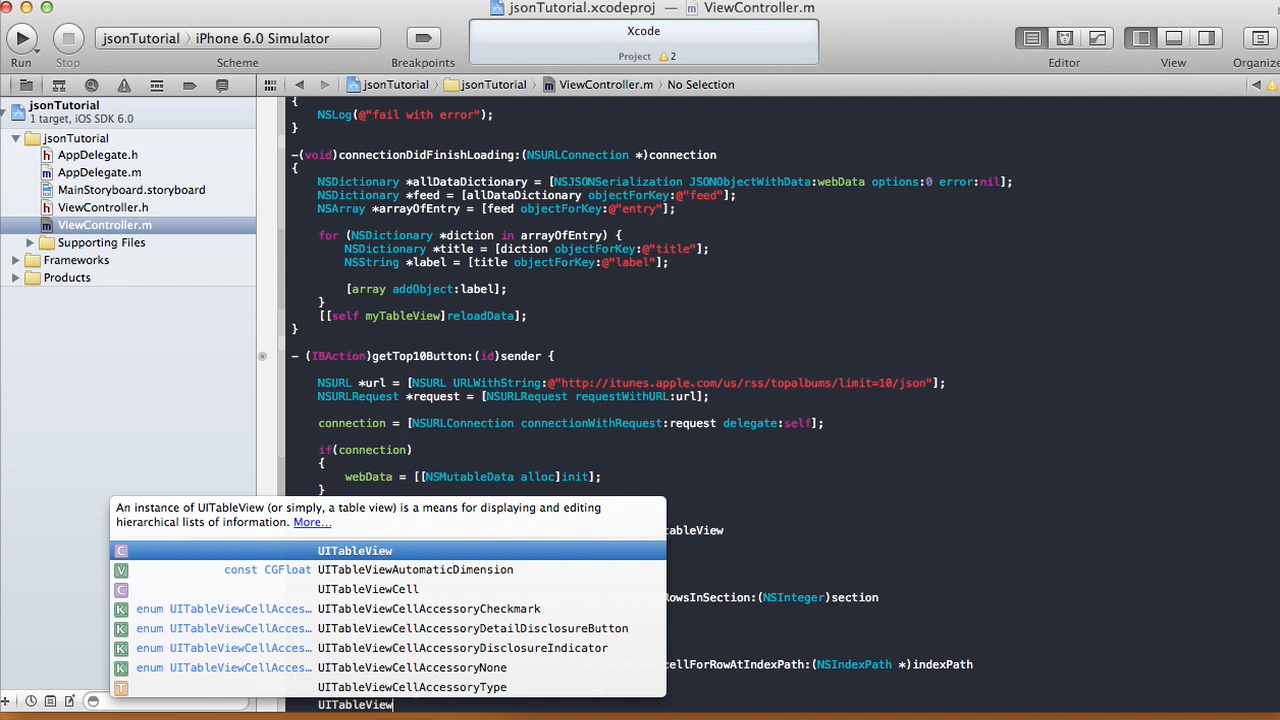 jsonTutorial.xcodeproj — ViewController.m
jsonTutorial iPhone 6.0 Simulator
Xcode
Project 2
Run Stop Scheme Breakpoints Editor View Organize
jsonTutorial jsonTutorial ViewController.m No Selection
jsonTutorial
1 target, iOS SDK 6.0
jsonTutorial
AppDelegate.h
AppDelegate.m
MainStoryboard.storyboard
ViewController.h
ViewController.m
Supporting Files
Frameworks
Products
{
NSLog(@"fail with error");
}
-(void)connectionDidFinishLoading:(NSURLConnection *)connection
{
NSDictionary *allDataDictionary = [NSJSONSerialization JSONObjectWithData:webData options:0 error:nil];
NSDictionary *feed = [allDataDictionary objectForKey:@"feed"];
NSArray *arrayOfEntry = [feed objectForKey:@"entry"];
for (NSDictionary *diction in arrayOfEntry) {
NSDictionary *title = [diction objectForKey:@"title"];
NSString *label = [title objectForKey:@"label"];
[array addObject:label];
}
[[self myTableView]reloadData];
}
- (IBAction)getTop10Button:(id)sender {
NSURL *url = [NSURL URLWithString:@"http://itunes.apple.com/us/rss/topalbums/limit=10/json"];
NSURLRequest *request = [NSURLRequest requestWithURL:url];
connection = [NSURLConnection connectionWithRequest:request delegate:self];
if(connection)
{
webData = [[NSMutableData alloc]init];
}
An instance of UITableView (or simply, a table view) is a means for displaying and editing
hierarchical lists of information. More...
tableView
C UITableView
V const CGFloat UITableViewAutomaticDimension
C UITableViewCell
RowsInSection:(NSInteger)section
K enum UITableViewCellAcces... UITableViewCellAccessoryCheckmark
K enum UITableViewCellAcces... UITableViewCellAccessoryDetailDisclosureButton
K enum UITableViewCellAcces... UITableViewCellAccessoryDisclosureIndicator
K enum UITableViewCellAcces... UITableViewCellAccessoryNone
cellForRowAtIndexPath:(NSIndexPath *)indexPath
T UITableViewCellAccessoryType
UITableView